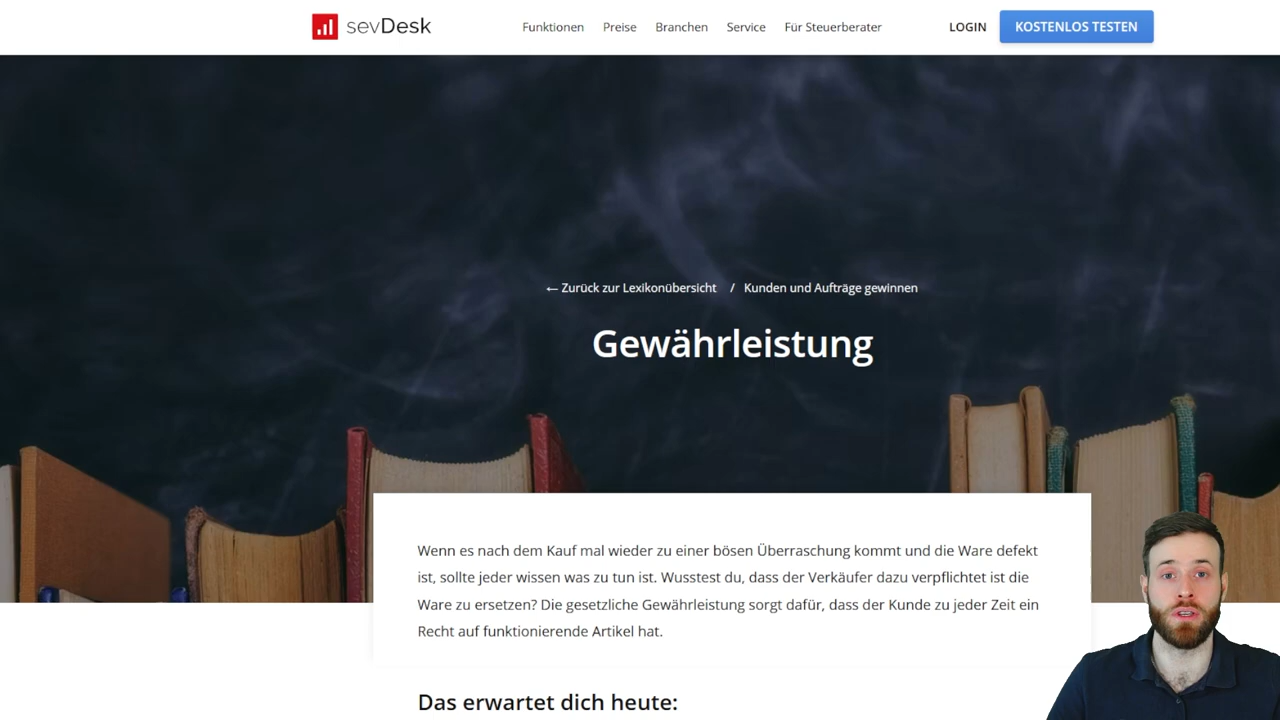 sevDesk
Funktionen Preise Branchen Service Für Steuerberater LOGIN KOSTENLOS TESTEN
← Zurück zur Lexikonübersicht / Kunden und Aufträge gewinnen
Gewährleistung
Wenn es nach dem Kauf mal wieder zu einer bösen Überraschung kommt und die Ware defekt
ist, sollte jeder wissen was zu tun ist. Wusstest du, dass der Verkäufer dazu verpflichtet ist die
Ware zu ersetzen? Die gesetzliche Gewährleistung sorgt dafür, dass der Kunde zu jeder Zeit ein
Recht auf funktionierende Artikel hat.
Das erwartet dich heute: